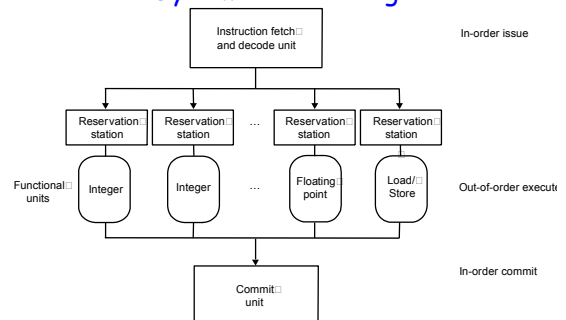 Instruction fetch
and decode unit
In-order issue
Reservation
station
Reservation
station
...
Reservation
station
Reservation
station
Functional
units
Integer
Integer
...
Floating
point
Load/
Store
Out-of-order execute
In-order commit
Commit
unit